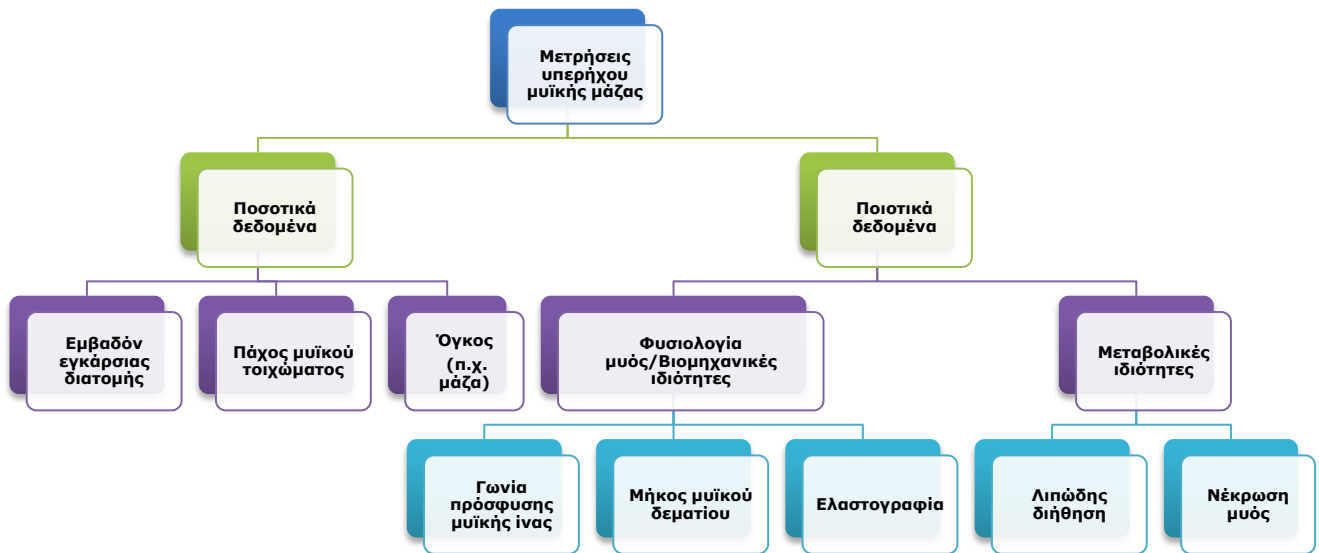 Μετρήσεις
υπερήχου
μυϊκής μάζας
Ποσοτικά
δεδομένα
Ποιοτικά
δεδομένα
Εμβαδόν
εγκάρσιας
διατομής
Πάχος μυϊκού
τοιχώματος
Όγκος
(π.χ.
μάζα)
Φυσιολογία
μυός/Βιομηχανικές
ιδιότητες
Μεταβολικές
ιδιότητες
Γωνία
πρόσφυσης
μυϊκής ίνας
Μήκος μυϊκού
δεματίου
Ελαστογραφία
Λιπώδης
διήθηση
Νέκρωση
μυός